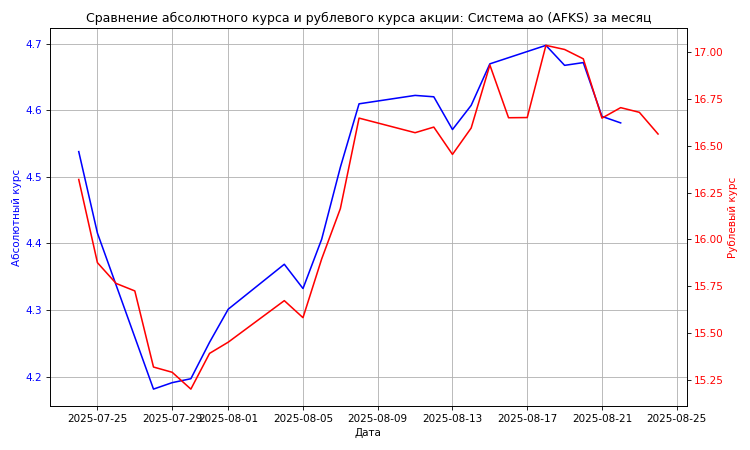 Сравнение абсолютного курса и рублевого курса акции: Система ао (AFKS) за месяц
4.7
4.6
4.5
4.4
4.3
4.2
Абсолютный курс
17.00
16.75
16.50
16.25
16.00
15.75
15.50
15.25
Рублевый курс
2025-07-25 2025-07-29 2025-08-01 2025-08-05 2025-08-09 2025-08-13 2025-08-17 2025-08-21 2025-08-25
Дата